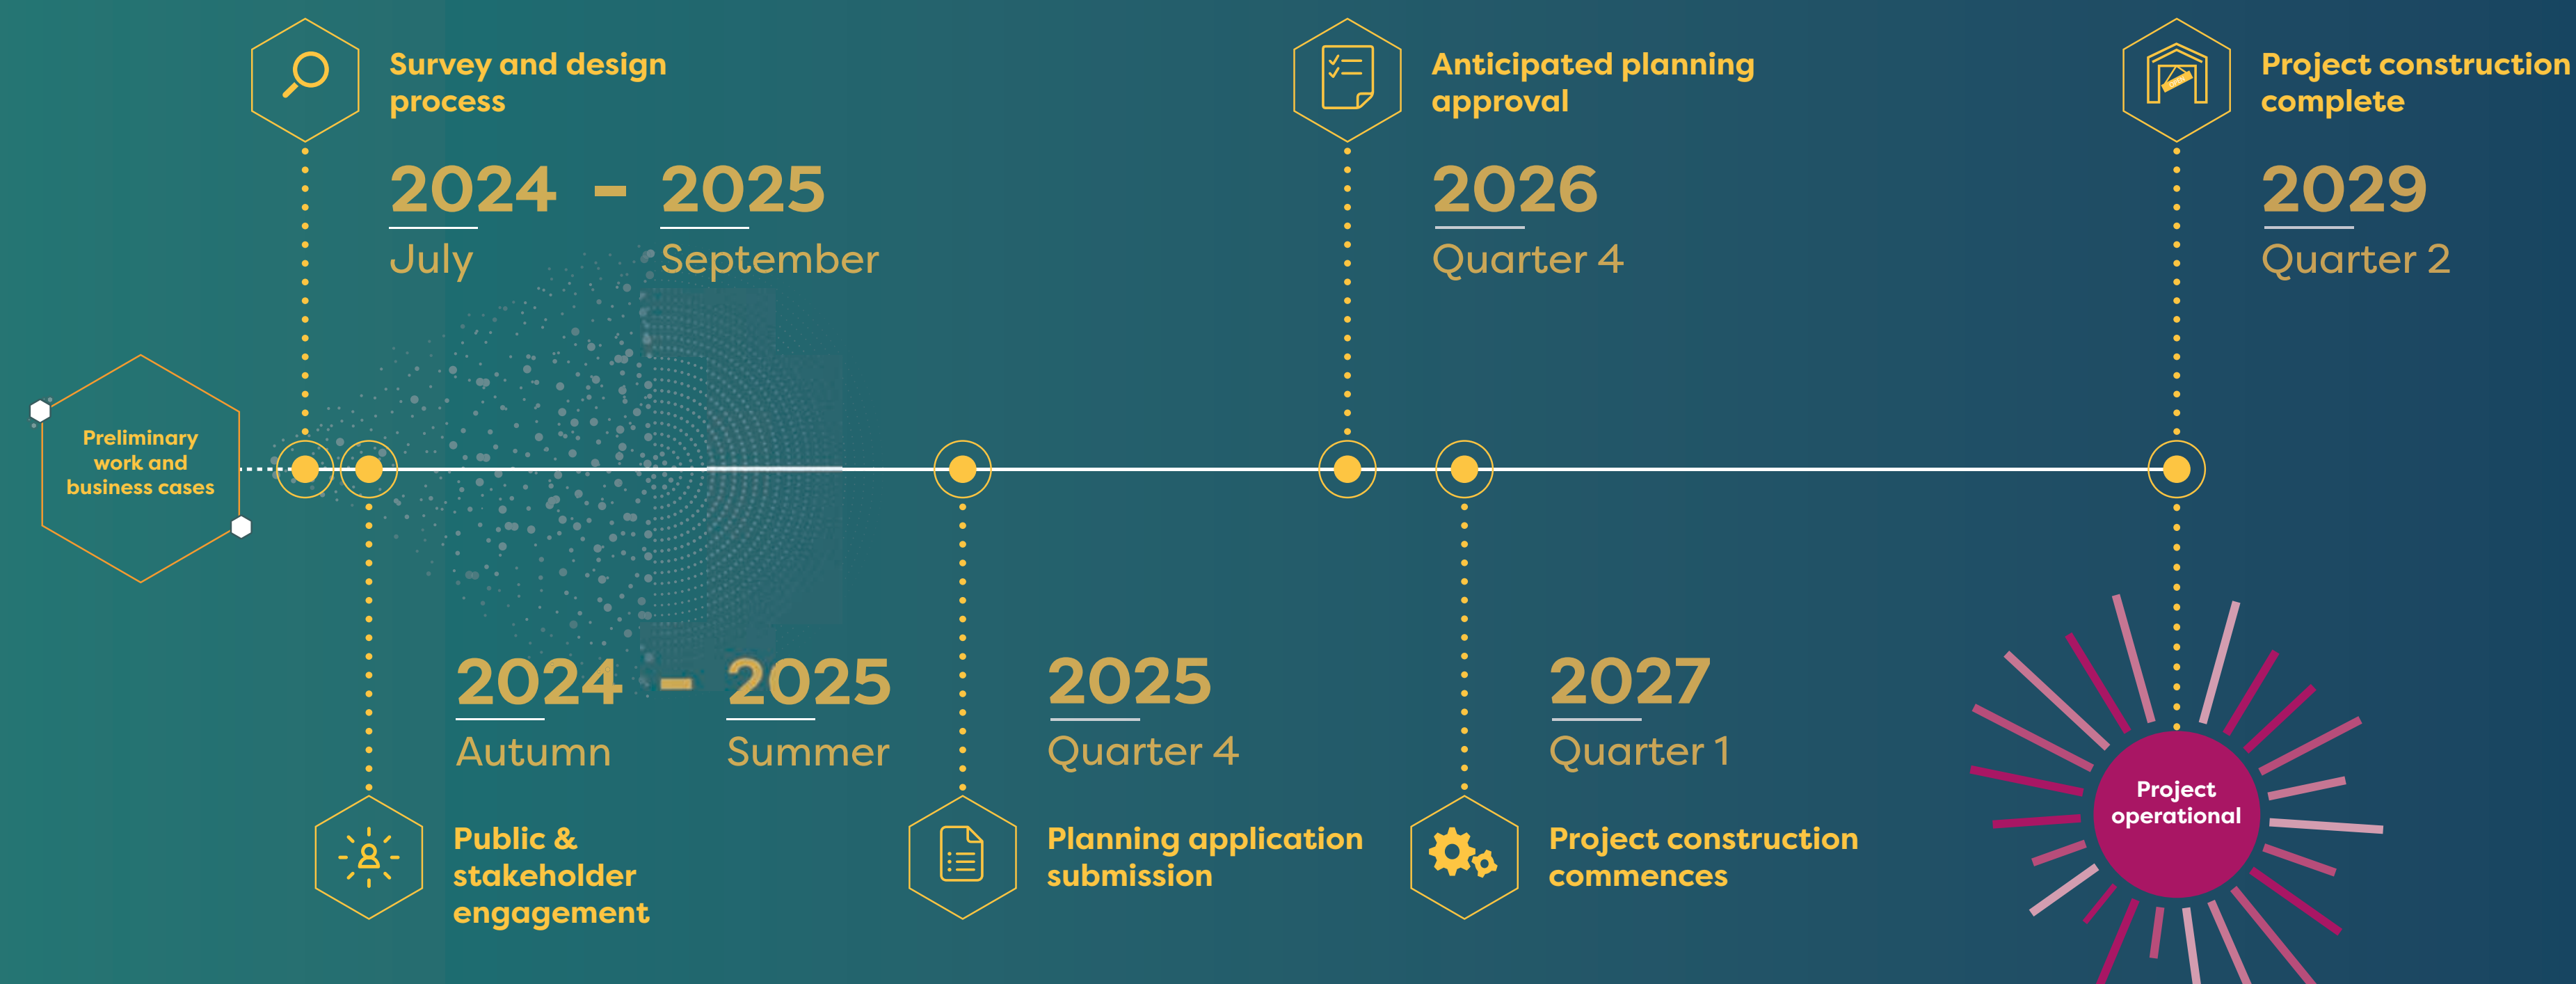 Preliminary
work and
business cases
Survey and design
process
2024 – 2025
July September
2024 – 2025
Autumn Summer
Public &
stakeholder
engagement
2025
Quarter 4
Planning application
submission
Anticipated planning
approval
2026
Quarter 4
2027
Quarter 1
Project construction
commences
Project construction
complete
2029
Quarter 2
Project
operational